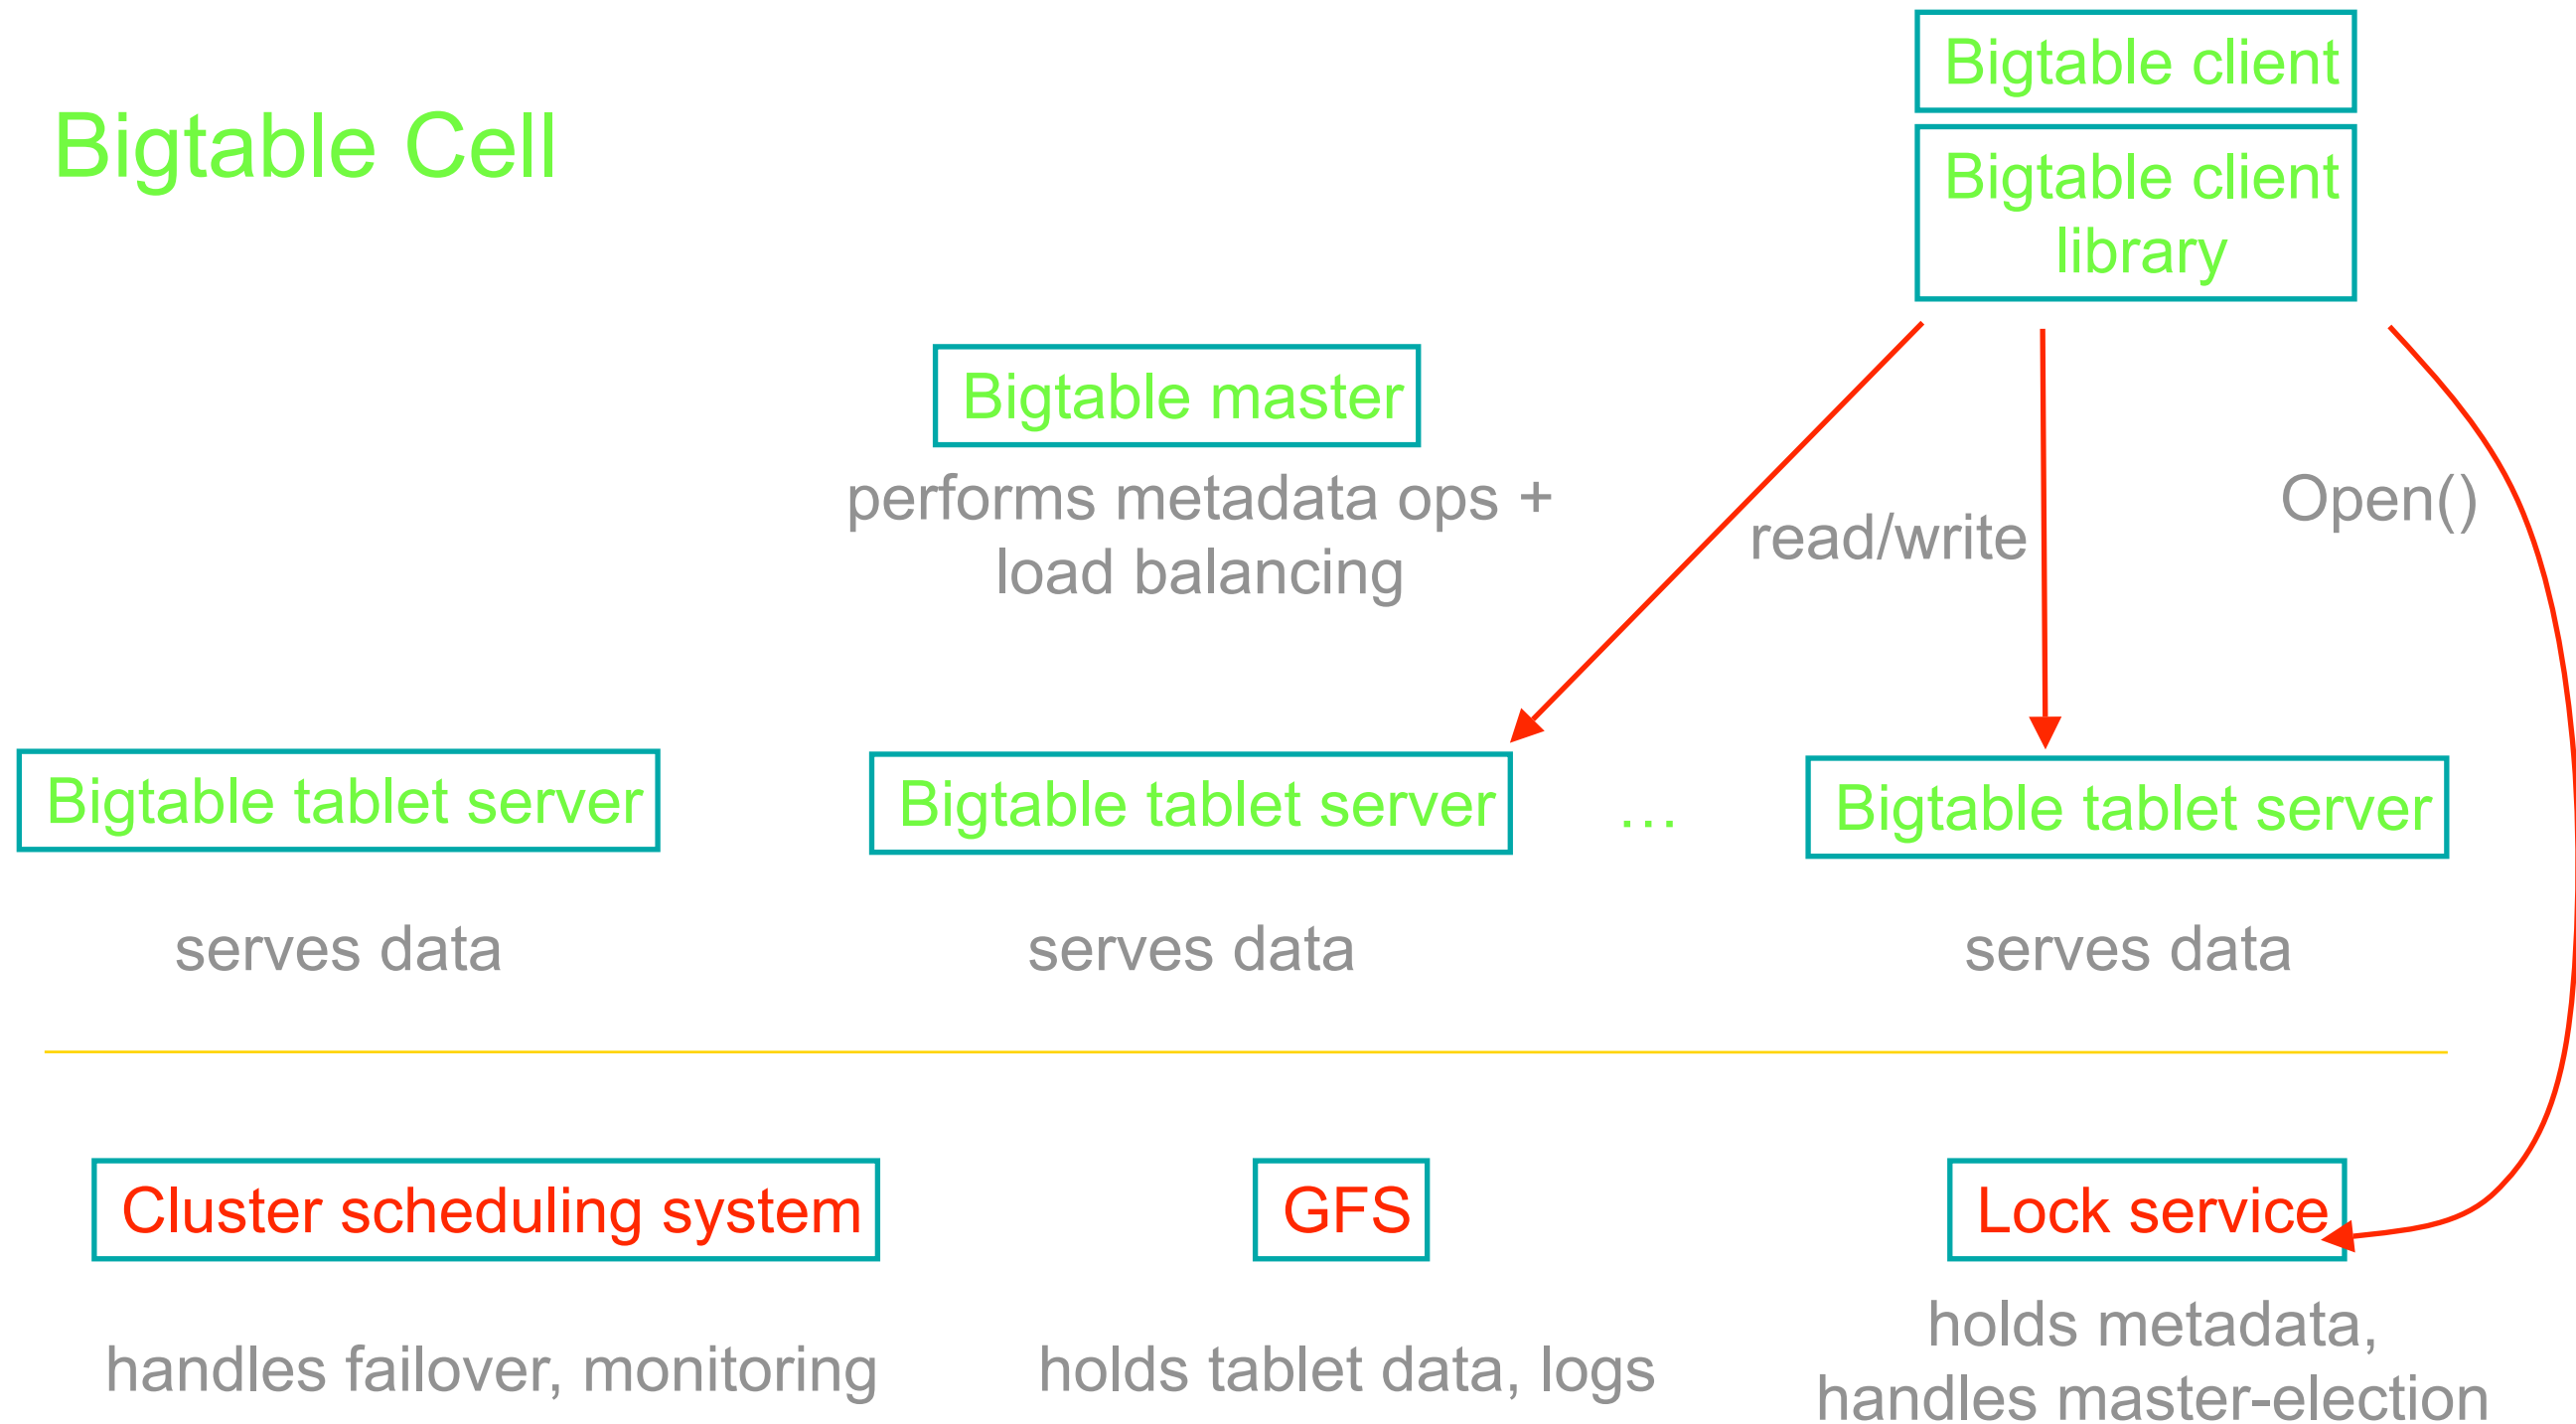 Bigtable Cell
Bigtable client
Bigtable client
library
Bigtable master
performs metadata ops +
load balancing
read/write
Open()
Bigtable tablet server
Bigtable tablet server
…
Bigtable tablet server
serves data
serves data
serves data
Cluster scheduling system
GFS
Lock service
handles failover, monitoring
holds tablet data, logs
holds metadata,
handles master-election